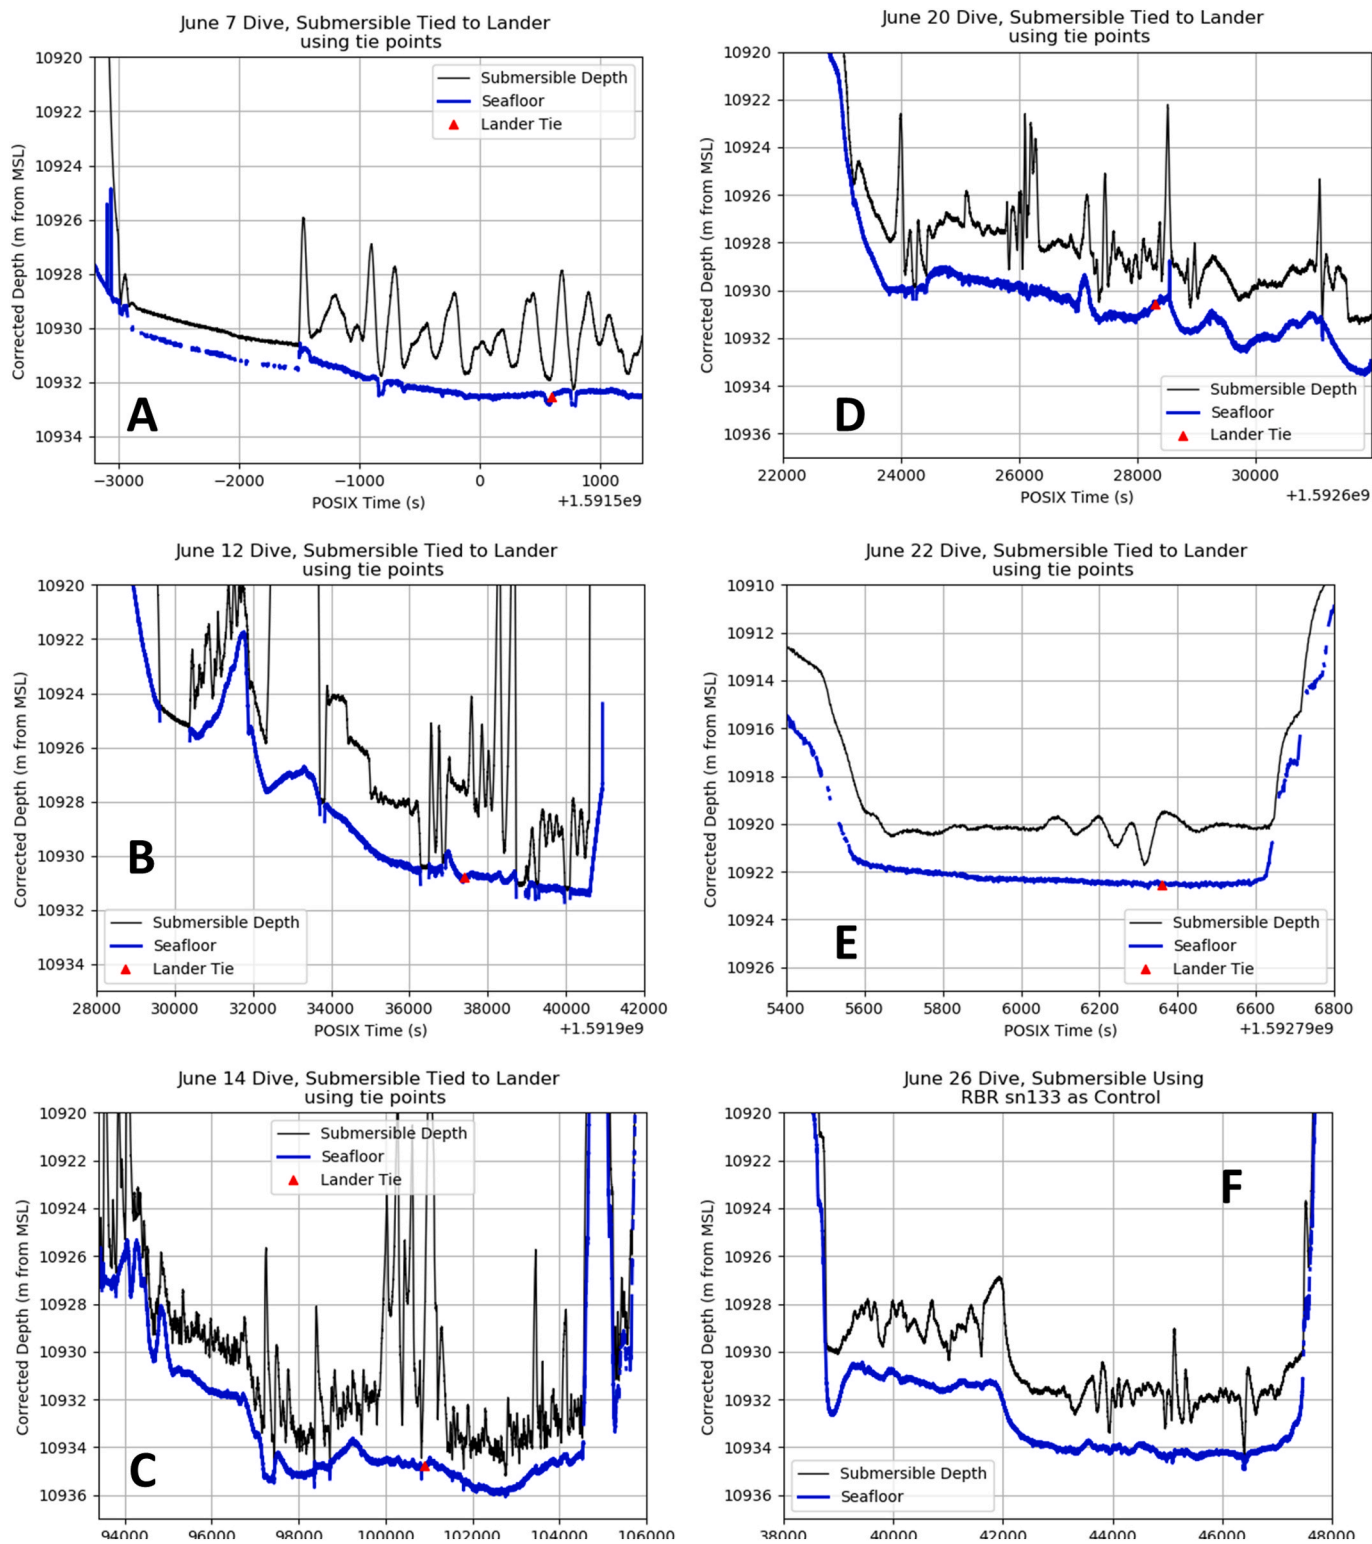 June 7 Dive, Submersible Tied to Lander
using tie points
Corrected Depth (m from MSL)
10920
10922
10924
10926
10928
10930
10932
10934
Submersible Depth
Seafloor
Lander Tie
A
−3000
−2000
−1000
0
1000
POSIX Time (s)
+1.5915e9
June 20 Dive, Submersible Tied to Lander
using tie points
Corrected Depth (m from MSL)
10920
10922
10924
10926
10928
10930
10932
10934
10936
Submersible Depth
Seafloor
Lander Tie
D
22000
24000
26000
28000
30000
POSIX Time (s)
+1.5926e9
June 12 Dive, Submersible Tied to Lander
using tie points
Corrected Depth (m from MSL)
10920
10922
10924
10926
10928
10930
10932
10934
B
Submersible Depth
Seafloor
Lander Tie
28000
30000
32000
34000
36000
38000
40000
42000
POSIX Time (s)
+1.5919e9
June 22 Dive, Submersible Tied to Lander
using tie points
Corrected Depth (m from MSL)
10910
10912
10914
10916
10918
10920
10922
10924
10926
E
Submersible Depth
Seafloor
Lander Tie
5400
5600
5800
6000
6200
6400
6600
6800
POSIX Time (s)
+1.59279e9
June 14 Dive, Submersible Tied to Lander
using tie points
Corrected Depth (m from MSL)
10920
10922
10924
10926
10928
10930
10932
10934
10936
Submersible Depth
Seafloor
Lander Tie
C
94000
96000
98000
100000
102000
104000
106000
June 26 Dive, Submersible Using
RBR sn133 as Control
Corrected Depth (m from MSL)
10920
10922
10924
10926
10928
10930
10932
10934
10936
F
Submersible Depth
Seafloor
38000
40000
42000
44000
46000
48000